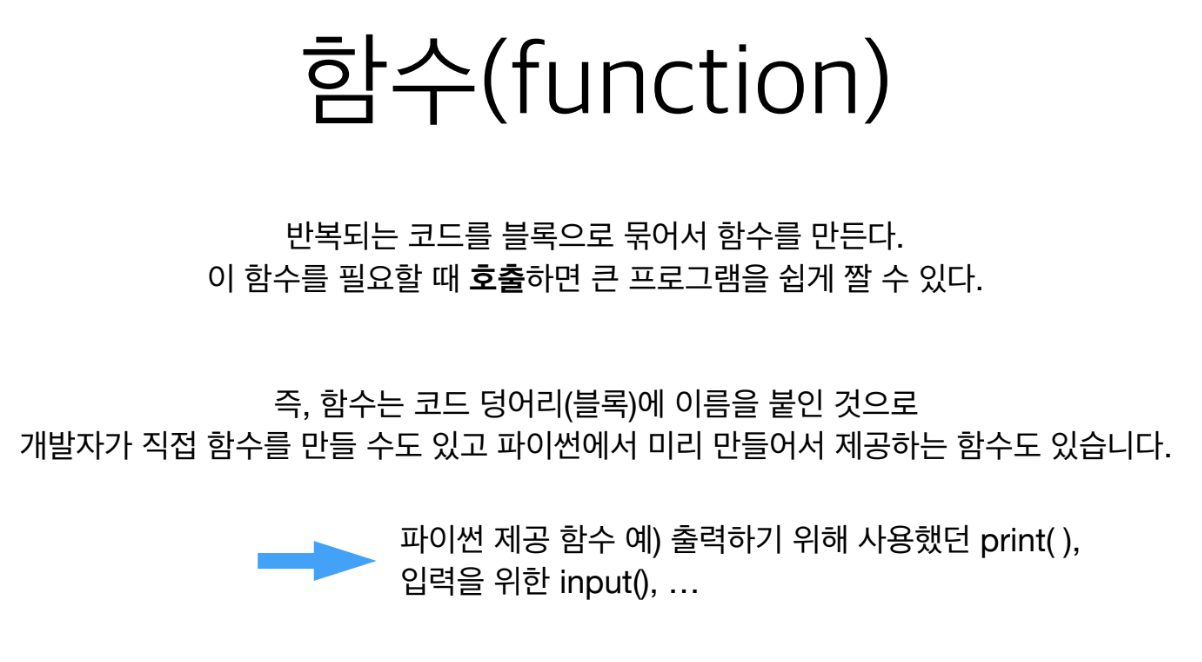 함수(function)
반복되는 코드를 블록으로 묶어서 함수를 만든다.
이 함수를 필요할 때 호출하면 큰 프로그램을 쉽게 짤 수 있다.
즉, 함수는 코드 덩어리(블록)에 이름을 붙인 것으로
개발자가 직접 함수를 만들 수도 있고 파이썬에서 미리 만들어서 제공하는 함수도 있습니다.
파이썬 제공 함수 예) 출력하기 위해 사용했던 print( ),
입력을 위한 input(), …